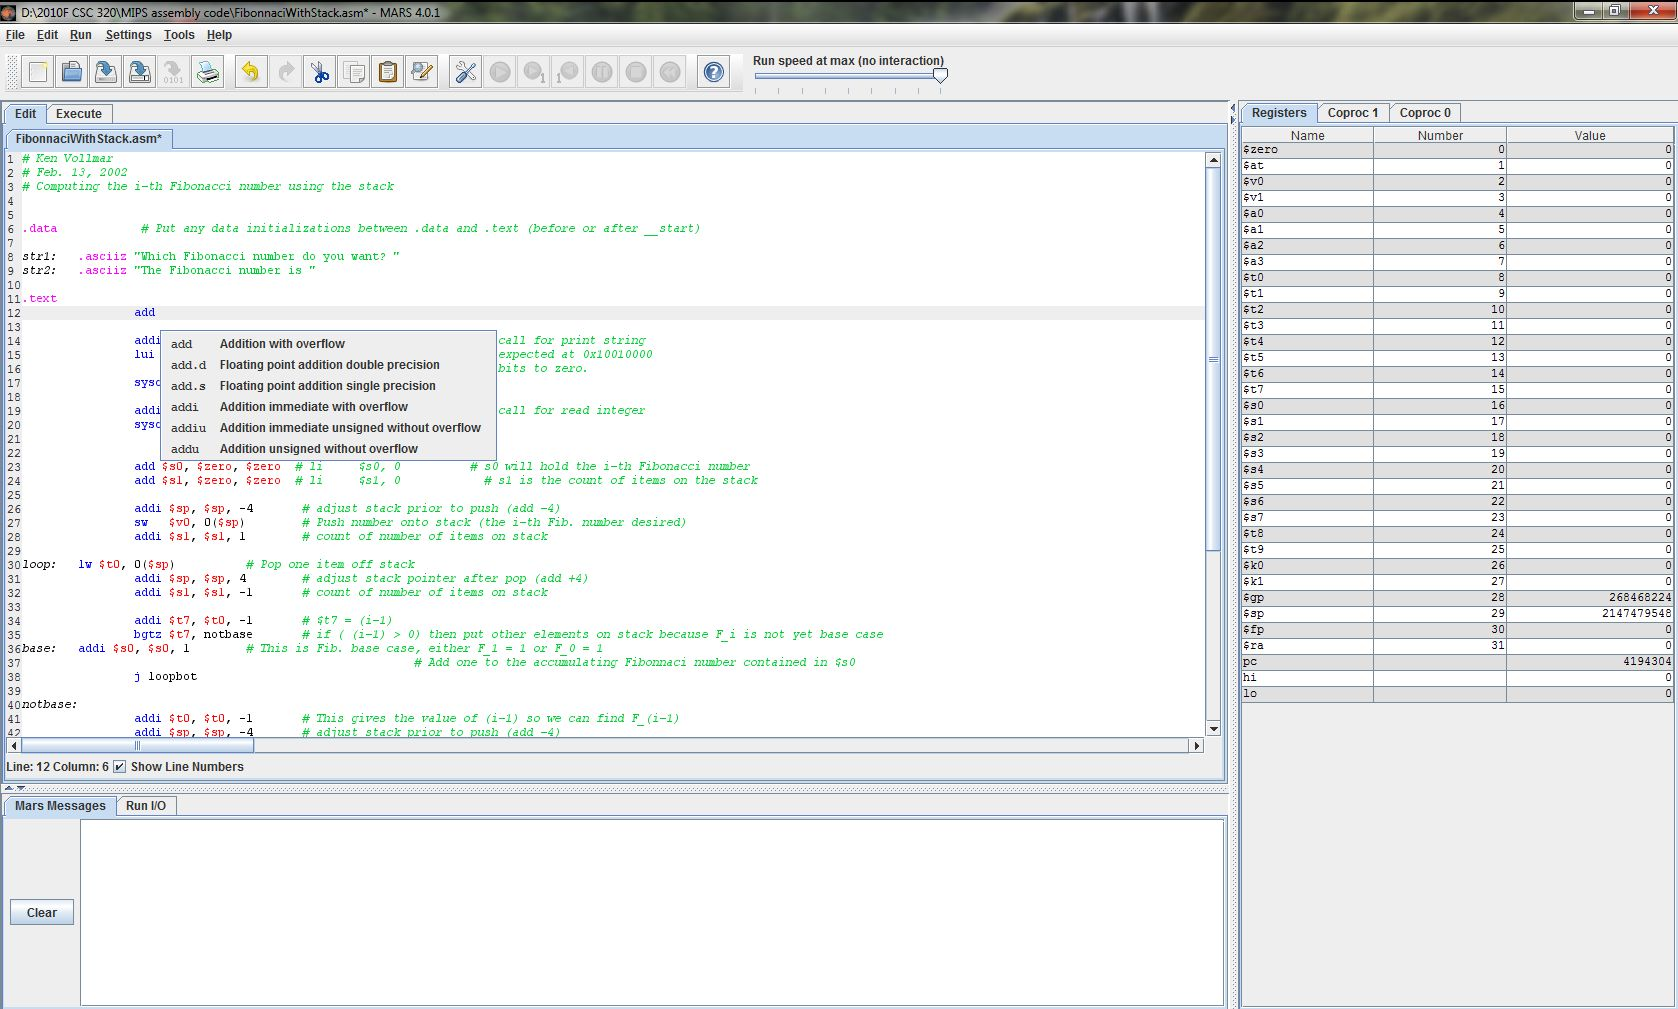 D:\2010F CSC 320\MIPS assembly code\FibonnaciWithStack.asm* - MARS 4.0.1
File Edit Run Settings Tools Help
Run speed at max (no interaction)
Edit Execute
FibonnaciWithStack.asm*
1 # Ken Vollmar
2 # Feb. 13, 2002
3 # Computing the i-th Fibonacci number using the stack
4
5
6 .data # Put any data initializations between .data and .text (before or after __start)
7
8 str1: .asciiz "Which Fibonacci number do you want? "
9 str2: .asciiz "The Fibonacci number is "
10
11 .text
12 add
13
14 addi call for print string
15 lui expected at 0x10010000
16 bits to zero.
17 sysc
18
19 addi call for read integer
20 sysc
21
22
add Addition with overflow
add.d Floating point addition double precision
add.s Floating point addition single precision
addi Addition immediate with overflow
addiu Addition immediate unsigned without overflow
addu Addition unsigned without overflow
23 add $s0, $zero, $zero # li $s0, 0 # s0 will hold the i-th Fibonacci number
24 add $s1, $zero, $zero # li $s1, 0 # s1 is the count of items on the stack
25
26 addi $sp, $sp, -4 # adjust stack prior to push (add -4)
27 sw $v0, 0($sp) # Push number onto stack (the i-th Fib. number desired)
28 addi $s1, $s1, 1 # count of number of items on stack
29
30 loop: lw $t0, 0($sp) # Pop one item off stack
31 addi $sp, $sp, 4 # adjust stack pointer after pop (add +4)
32 addi $s1, $s1, -1 # count of number of items on stack
33
34 addi $t7, $t0, -1 # $t7 = (i-1)
35 bgtz $t7, notbase # if ( (i-1) > 0) then put other elements on stack because F_i is not yet base case
36 base: addi $s0, $s0, 1 # This is Fib. base case, either F_1 = 1 or F_0 = 1
37 # Add one to the accumulating Fibonnaci number contained in $s0
38 j loopbot
39
40 notbase:
41 addi $t0, $t0, -1 # This gives the value of (i-1) so we can find F_(i-1)
42 addi $sp, $sp, -4 # adjust stack prior to push (add -4)
Line: 12 Column: 6 Show Line Numbers
Mars Messages Run I/O
Clear
Registers Coproc 1 Coproc 0
Name Number Value
$zero 0 0
$at 1 0
$v0 2 0
$v1 3 0
$a0 4 0
$a1 5 0
$a2 6 0
$a3 7 0
$t0 8 0
$t1 9 0
$t2 10 0
$t3 11 0
$t4 12 0
$t5 13 0
$t6 14 0
$t7 15 0
$s0 16 0
$s1 17 0
$s2 18 0
$s3 19 0
$s4 20 0
$s5 21 0
$s6 22 0
$s7 23 0
$t8 24 0
$t9 25 0
$k0 26 0
$k1 27 0
$gp 28 268468224
$sp 29 2147479548
$fp 30 0
$ra 31 0
pc 4194304
hi 0
lo 0